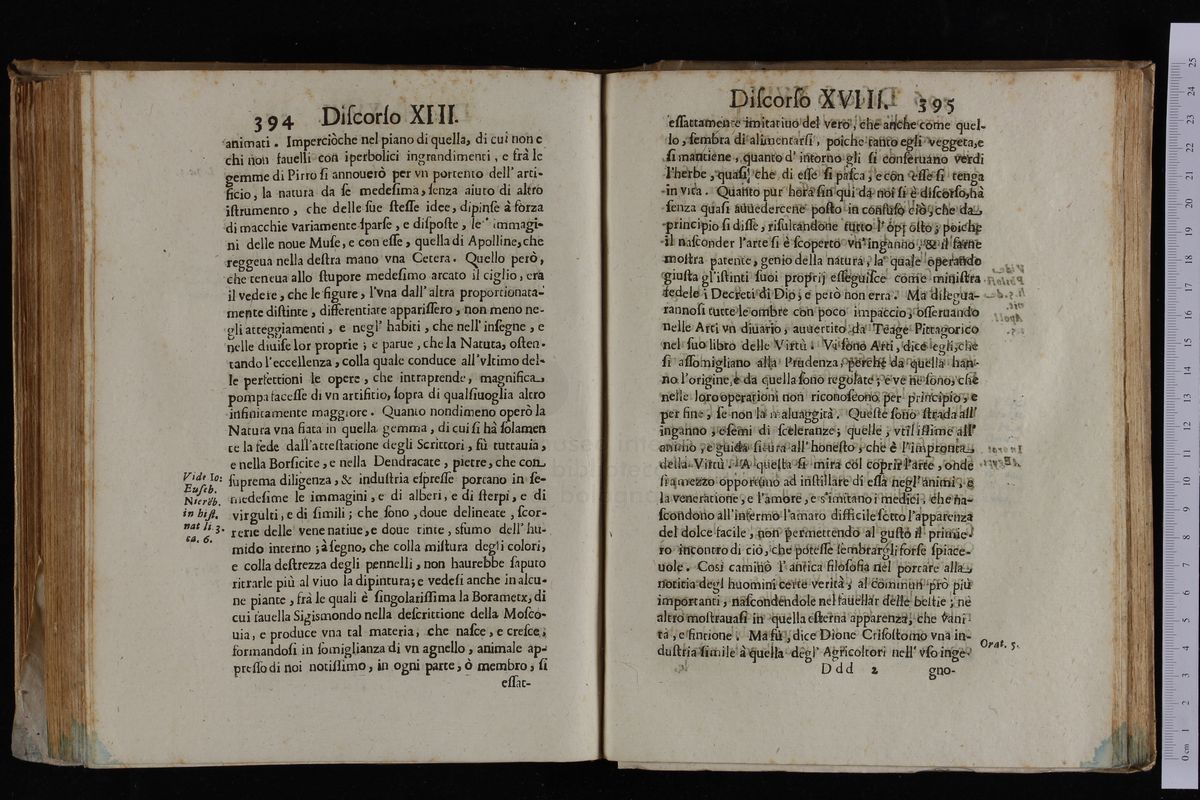 394 Diſcorſo XIII.
animati. Imperciòche nel piano di quella, di cui non e
chi non fauelli con iperbolici ingrandimenti, e frà le
gemme di Pirro ſi annouerò per vn portento dell' arti-
ficio, la natura da ſe medeſima, ſenza aiuto di altro
iſtrumento, che delle ſue ſteſſe idee, dipinſe à forza
di macchie variamente ſparſe, e diſpoſte, le immagi-
ni delle noue Muſe, e con eſſe, quella di Apolline, che
reggeua nella deſtra mano vna Cetera. Quello però,
che teneua allo ſtupore medeſimo arcato il ciglio, era
il vedere, che le figure, l'vna dall'altra proportionata-
mente diſtinte, differentiate appariſſero, non meno ne-
gli atteggiamenti, e negl' habiti, che nell'inſegne, e
nelle diuiſe lor proprie; e parue, che la Natura, oſten-
tando l'eccellenza, colla quale conduce all'vltimo del-
le perfettioni le opere, che intraprende, magnifica
pompa faceſſe di vn artifitio, ſopra di qualſiuoglia altro
infinitamente maggiore. Quanto nondimeno operò la
Natura vna fiata in quella gemma, di cui ſi hà ſolamen
te la fede dall'atteſtatione degli Scrittori, fù tuttauia,
e nella Borſicite, e nella Dendracate, pietre, che con
ſuprema diligenza, & induſtria eſpreſſe portano in ſe-
medeſime le immagini, e di alberi, e di ſterpi, e di
virgulti, e di ſimili; che ſono, doue delineate, ſcor-
rerie delle vene natiue, e doue tinte, sfumo dell' hu-
mido interno; à ſegno, che colla miſtura degli colori,
e colla deſtrezza degli pennelli, non haurebbe ſaputo
ritrarle più al viuo la dipintura; e vedeſi anche in alcu-
ne piante, frà le quali è ſingolariſſima la Borametx, di
cui fauella Sigismondo nella deſcrittione della Moſco-
uia, e produce vna tal materia, che naſce, e creſce,
formandoſi in ſomiglianza di vn agnello, animale ap-
preſſo di noi notiſſimo, in ogni parte, ò membro, ſi
eſſat-
Vide Io:
Euſeb.
Nieréb.
in hiſt.
nat li 3.
ca. 6.
Diſcorſo XVIII. 395
eſſattamente imitatiuo del vero, che anche come quel-
lo, ſembra di alimentarſi, poiche tanto egli veggeta, e
ſi mantiene, quanto d' intorno gli ſi conſeruano verdi
l'herbe, quaſi che di eſſe ſi paſca, e con eſſe ſi tenga
in vita. Quanto pur hora ſin qui da noi ſi è diſcorſo, hà
ſenza quaſi auuedercene poſto in confuſo ciò, che da
principio ſi diſſe, riſultandone tutto l' oppoſto; poiche
il naſconder l'arte ſi è ſcoperto vn' inganno, & il farne
moſtra patente, genio della natura, la quale operando
giuſta gl'iſtinti ſuoi proprij eſſeguiſce come miniſtra
fedele i Decreti di Dio, e però non erra. Ma dilegua-
rannoſi tutte le ombre con poco impaccio, oſſeruando
nelle Arti vn diuario, auuertito da Teage Pittagorico
nel ſuo libro delle Virtù. Vi ſono Arti, dice egli, che
ſi aſſomigliano alla Prudenza, perche da quella han-
no l'origine, e da quella ſono regolate; e ve ne ſono, che
nelle loro operationi non riconoſcono per principio, e
per fine, ſe non la maluaggità. Queſte ſono ſtrada all'
inganno, eſemi di ſceleranze; quelle, vtiliſſime all'
animo, e guida ſicura all'honeſto, che è l'impronta
della Virtù. A queſta ſi mira col coprir l'arte, onde
ſia mezzo opportuno ad inſtillare di eſſa negl'animi, e
la veneratione, e l'amore, e s'imitano i medici, che na-
ſcondono all'infermo l'amaro difficile ſotto l'apparenza
del dolce facile, non permettendo al guſto il primie-
ro incontro di ciò, che poteſſe ſembrargli forſe ſpiace-
uole. Cosi caminò l' antica filoſofia nel portare alla
notitia degl huomini certe verità, al commun prò più
importanti, naſcondendole nel fauellar delle beſtie; ne
altro moſtrauaſi in quella eſterna apparenza, che vani
tà, e fintione. Ma fù, dice Dione Criſoſtomo vna in-
duſtria ſimile à quella degl' Agricoltori nell' vſo inge-
Orat. 5.
Ddd 2 gno-